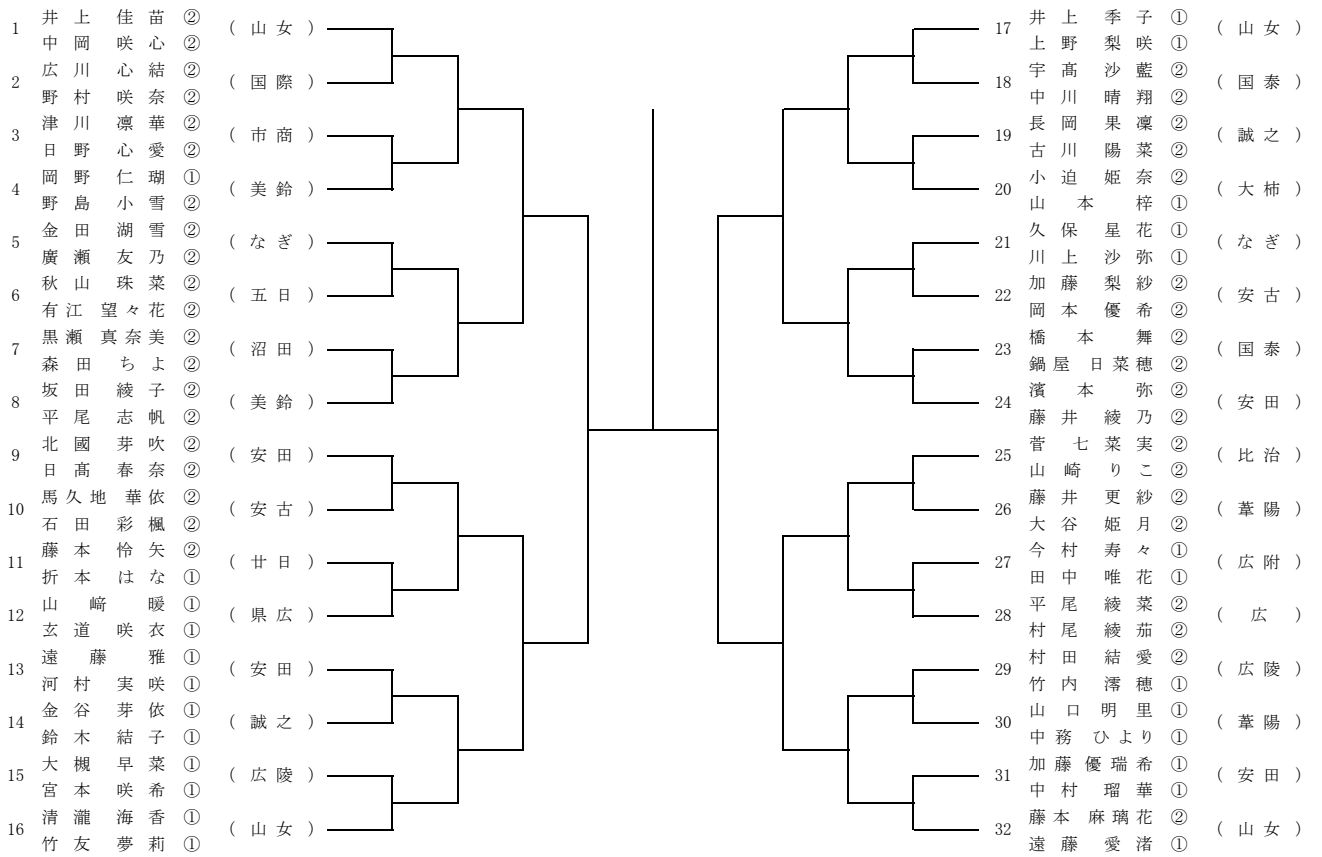 1 井上 佳苗 ② (山女)
中岡 咲心 ②
2 広川 心結 ② (国際)
野村 咲奈 ②
3 津川 凛華 ② (市商)
日野 心愛 ②
4 岡野 仁瑚 ① (美鈴)
野島 小雪 ②
5 金田 湖雪 ② (なぎ)
廣瀬 友乃 ②
6 秋山 珠菜 ② (五日)
有江 望々花 ②
7 黒瀬 真奈美 ② (沼田)
森田 ちよ ②
8 坂田 綾子 ② (美鈴)
平尾 志帆 ②
9 北國 芽吹 ② (安田)
日髙 春奈 ②
10 馬久地 華依 ② (安古)
石田 彩楓 ②
11 藤本 怜矢 ② (廿日)
折本 はな ①
12 山﨑 暖 ① (県広)
玄道 咲衣 ①
13 遠藤 雅 ① (安田)
河村 実咲 ①
14 金谷 芽依 ① (誠之)
鈴木 結子 ①
15 大槻 早菜 ① (広陵)
宮本 咲希 ①
16 清瀧 海香 ① (山女)
竹友 夢莉 ①
17 井上 季子 ① (山女)
上野 梨咲 ①
18 宇髙 沙藍 ② (国泰)
中川 晴翔 ②
19 長岡 果凜 ② (誠之)
古川 陽菜 ②
20 小迫 姫奈 ② (大柿)
山本 梓 ①
21 久保 星花 ① (なぎ)
川上 沙弥 ①
22 加藤 梨紗 ② (安古)
岡本 優希 ②
23 橋本 舞 ② (国泰)
鍋屋 日菜穂 ②
24 濱本 弥 ② (安田)
藤井 綾乃 ②
25 菅 七菜実 ② (比治)
山崎 りこ ②
26 藤井 更紗 ② (葦陽)
大谷 姫月 ②
27 今村 寿々 ① (広附)
田中 唯花 ①
28 平尾 綾菜 ② (広)
村尾 綾茄 ②
29 村田 結愛 ② (広陵)
竹内 澪穂 ①
30 山口 明里 ① (葦陽)
中務 ひより ①
31 加藤 優瑞希 ① (安田)
中村 瑠華 ①
32 藤本 麻璃花 ② (山女)
遠藤 愛渚 ①